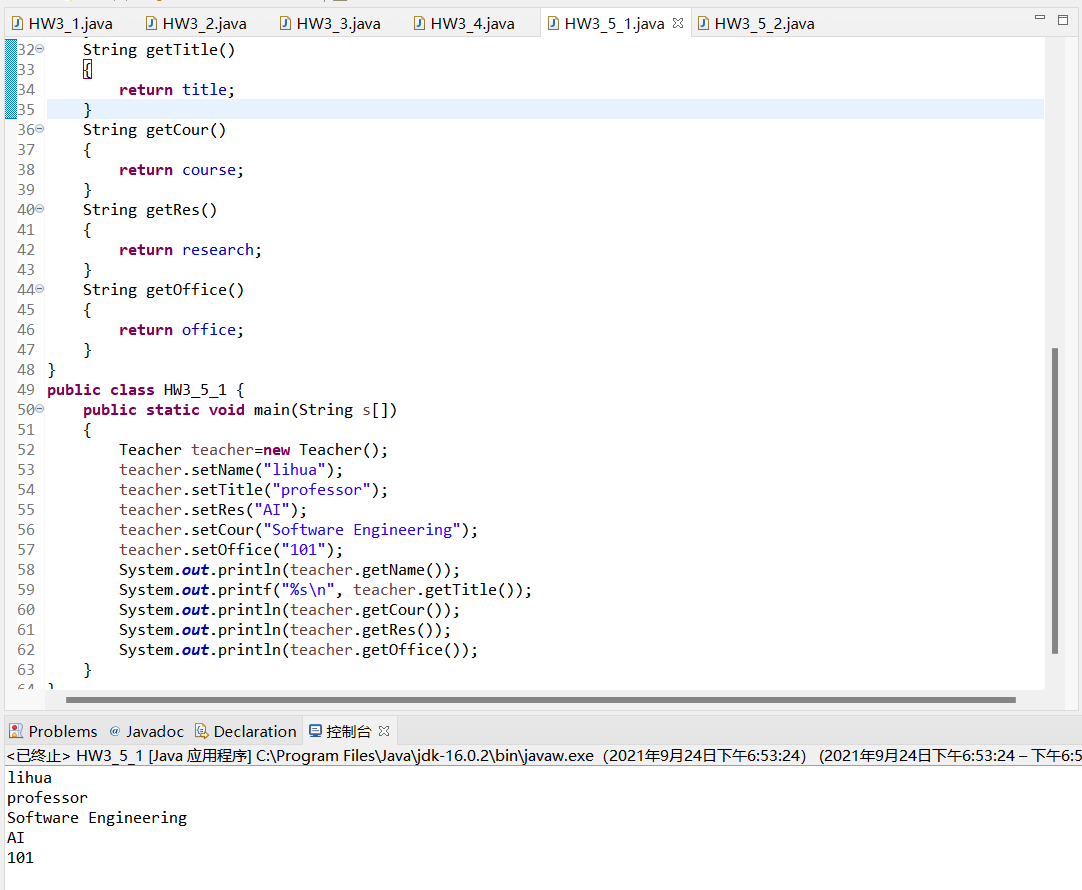 HW3_1.java HW3_2.java HW3_3.java HW3_4.java HW3_5_1.java HW3_5_2.java
32 String getTitle()
33 {
34 return title;
35 }
36 String getCour()
37 {
38 return course;
39 }
40 String getRes()
41 {
42 return research;
43 }
44 String getOffice()
45 {
46 return office;
47 }
48 }
49 public class HW3_5_1 {
50 public static void main(String s[])
51 {
52 Teacher teacher=new Teacher();
53 teacher.setName("lihua");
54 teacher.setTitle("professor");
55 teacher.setRes("AI");
56 teacher.setCour("Software Engineering");
57 teacher.setOffice("101");
58 System.out.println(teacher.getName());
59 System.out.printf("%s\n", teacher.getTitle());
60 System.out.println(teacher.getCour());
61 System.out.println(teacher.getRes());
62 System.out.println(teacher.getOffice());
63 }
64 }
Problems @ Javadoc Declaration 控制台
<已终止> HW3_5_1 [Java 应用程序] C:\Program Files\Java\jdk-16.0.2\bin\javaw.exe（2021年9月24日下午6:53:24）（2021年9月24日下午6:53:24 – 下午6:5
lihua
professor
Software Engineering
AI
101